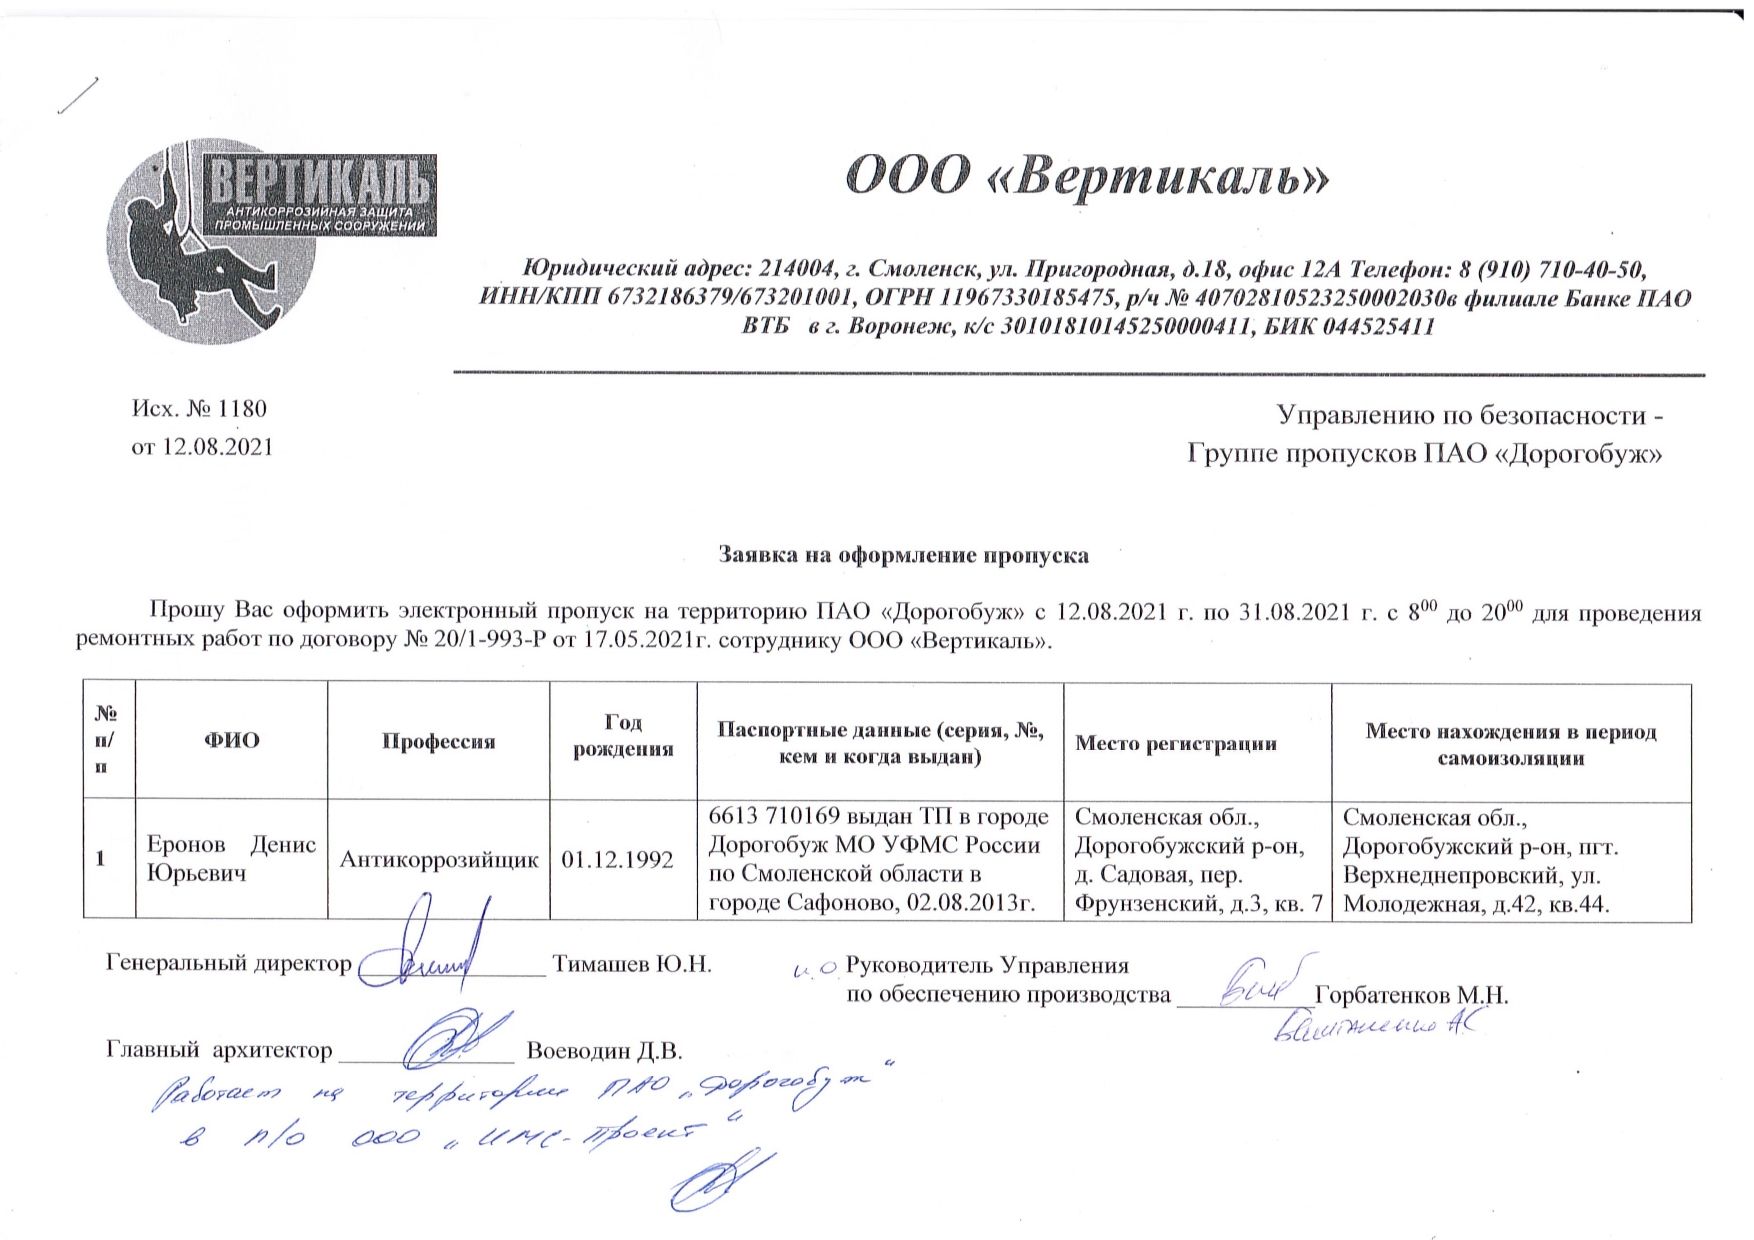 ВЕРТИКАЛЬ
АНТИКОРРОЗИЙНАЯ ЗАЩИТА
ПРОМЫШЛЕННЫХ СООРУЖЕНИЙ
ООО «Вертикаль»
Юридический адрес: 214004, г. Смоленск, ул. Пригородная, д.18, офис 12А Телефон: 8 (910) 710-40-50,
ИНН/КПП 6732186379/673201001, ОГРН 11967330185475, р/ч № 40702810523250002030в филиале Банке ПАО
ВТБ в г. Воронеж, к/с 30101810145250000411, БИК 044525411
Исх. № 1180
от 12.08.2021
Управлению по безопасности -
Группе пропусков ПАО «Дорогобуж»
Заявка на оформление пропуска
Прошу Вас оформить электронный пропуск на территорию ПАО «Дорогобуж» с 12.08.2021 г. по 31.08.2021 г. с 8⁰⁰ до 20⁰⁰ для проведения
ремонтных работ по договору № 20/1-993-Р от 17.05.2021г. сотруднику ООО «Вертикаль».
№
п/
п
ФИО
Профессия
Год
рождения
Паспортные данные (серия, №,
кем и когда выдан)
Место регистрации
Место нахождения в период
самоизоляции
1
Еронов Денис
Юрьевич
Антикоррозийщик
01.12.1992
6613 710169 выдан ТП в городе
Дорогобуж МО УФМС России
по Смоленской области в
городе Сафоново, 02.08.2013г.
Смоленская обл.,
Дорогобужский р-он,
д. Садовая, пер.
Фрунзенский, д.3, кв. 7
Смоленская обл.,
Дорогобужский р-он, пгт.
Верхнеднепровский, ул.
Молодежная, д.42, кв.44.
Генеральный директор Тимашев Ю.Н.
и.о. Руководитель Управления
по обеспечению производства Горбатенков М.Н.
Главный архитектор Воеводин Д.В.
Работает на территории ПАО „Дорогобуж"
в п/о ООО „ИМС-Проект"